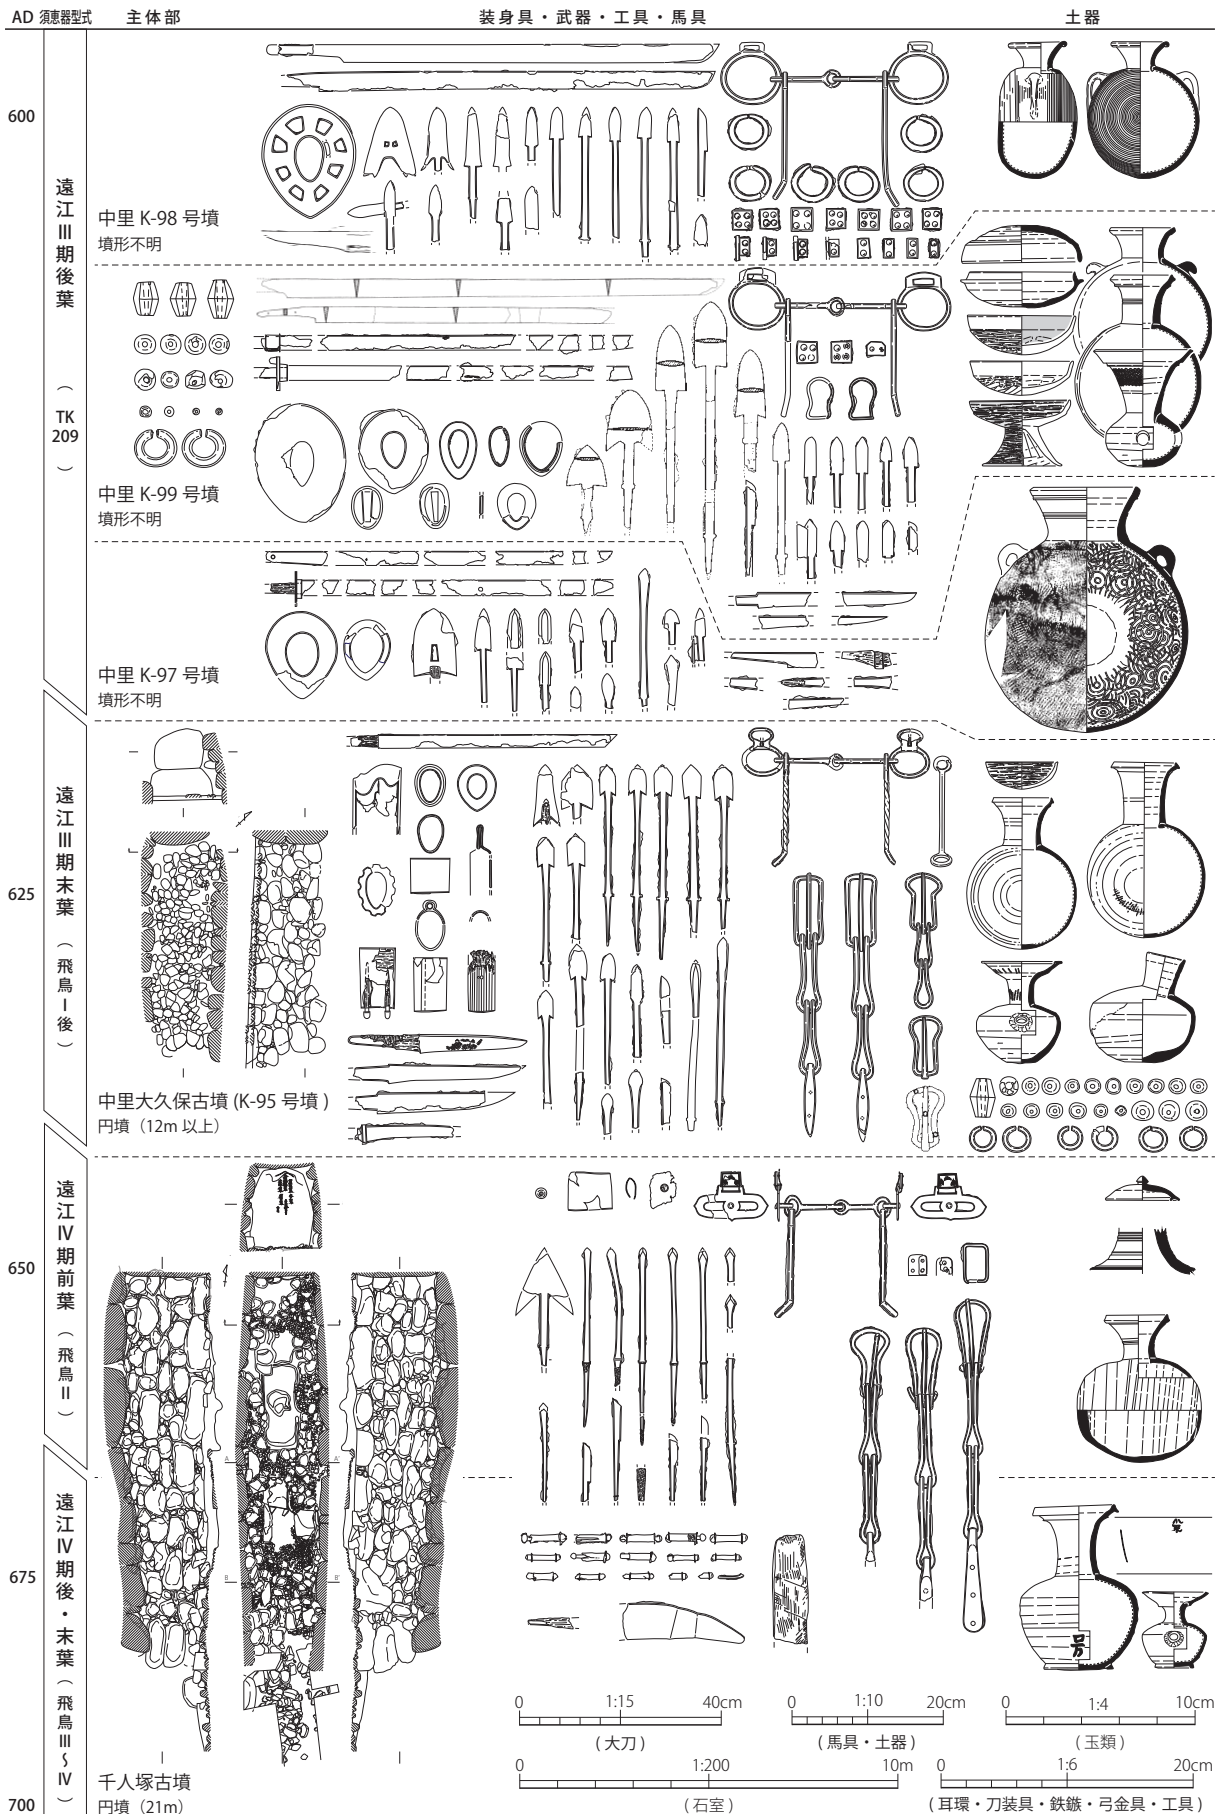 AD 須恵器型式 主体部 装身具・武器・工具・馬具 土器
600
遠江Ⅲ期後葉
(TK209)
中里 K-98 号墳
墳形不明
中里 K-99 号墳
墳形不明
中里 K-97 号墳
墳形不明
遠江Ⅲ期末葉(飛鳥Ⅰ後)
625
中里大久保古墳 (K-95 号墳 )
円墳(12m 以上)
遠江Ⅳ期前葉(飛鳥Ⅱ)
650
A A'
遠江Ⅳ期後・末葉(飛鳥Ⅲ～Ⅳ)
675
B B'
700
千人塚古墳
円墳(21m)
0 1:15 40cm
( 大刀 )
0 1:10 20cm
( 馬具・土器 )
0 1:4 10cm
( 玉類 )
0 1:200 10m
( 石室 )
0 1:6 20cm
( 耳環・刀装具・鉄鏃・弓金具・工具 )